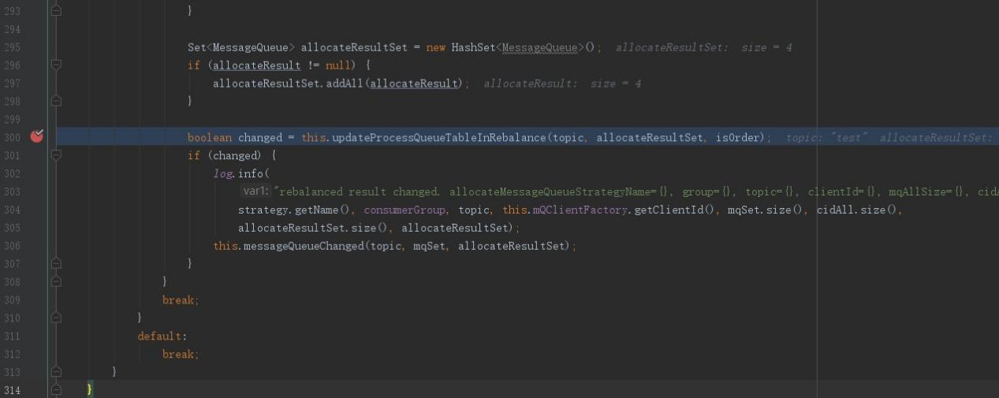 293 }
294
295 Set<MessageQueue> allocateResultSet = new HashSet<MessageQueue>(); allocateResultSet: size = 4
296 if (allocateResult != null) {
297 allocateResultSet.addAll(allocateResult); allocateResult: size = 4
298 }
299
300 boolean changed = this.updateProcessQueueTableInRebalance(topic, allocateResultSet, isOrder); topic: "test" allocateResultSet:
301 if (changed) {
302 log.info(
303 var1: "rebalanced result changed. allocateMessageQueueStrategyName={}, group={}, topic={}, clientId={}, mqAllSize={}, cidA
304 strategy.getName(), consumerGroup, topic, this.mQClientFactory.getClientId(), mqSet.size(), cidAll.size(),
305 allocateResultSet.size(), allocateResultSet);
306 this.messageQueueChanged(topic, mqSet, allocateResultSet);
307 }
308 }
309 break;
310 }
311 default:
312 break;
313 }
314 }